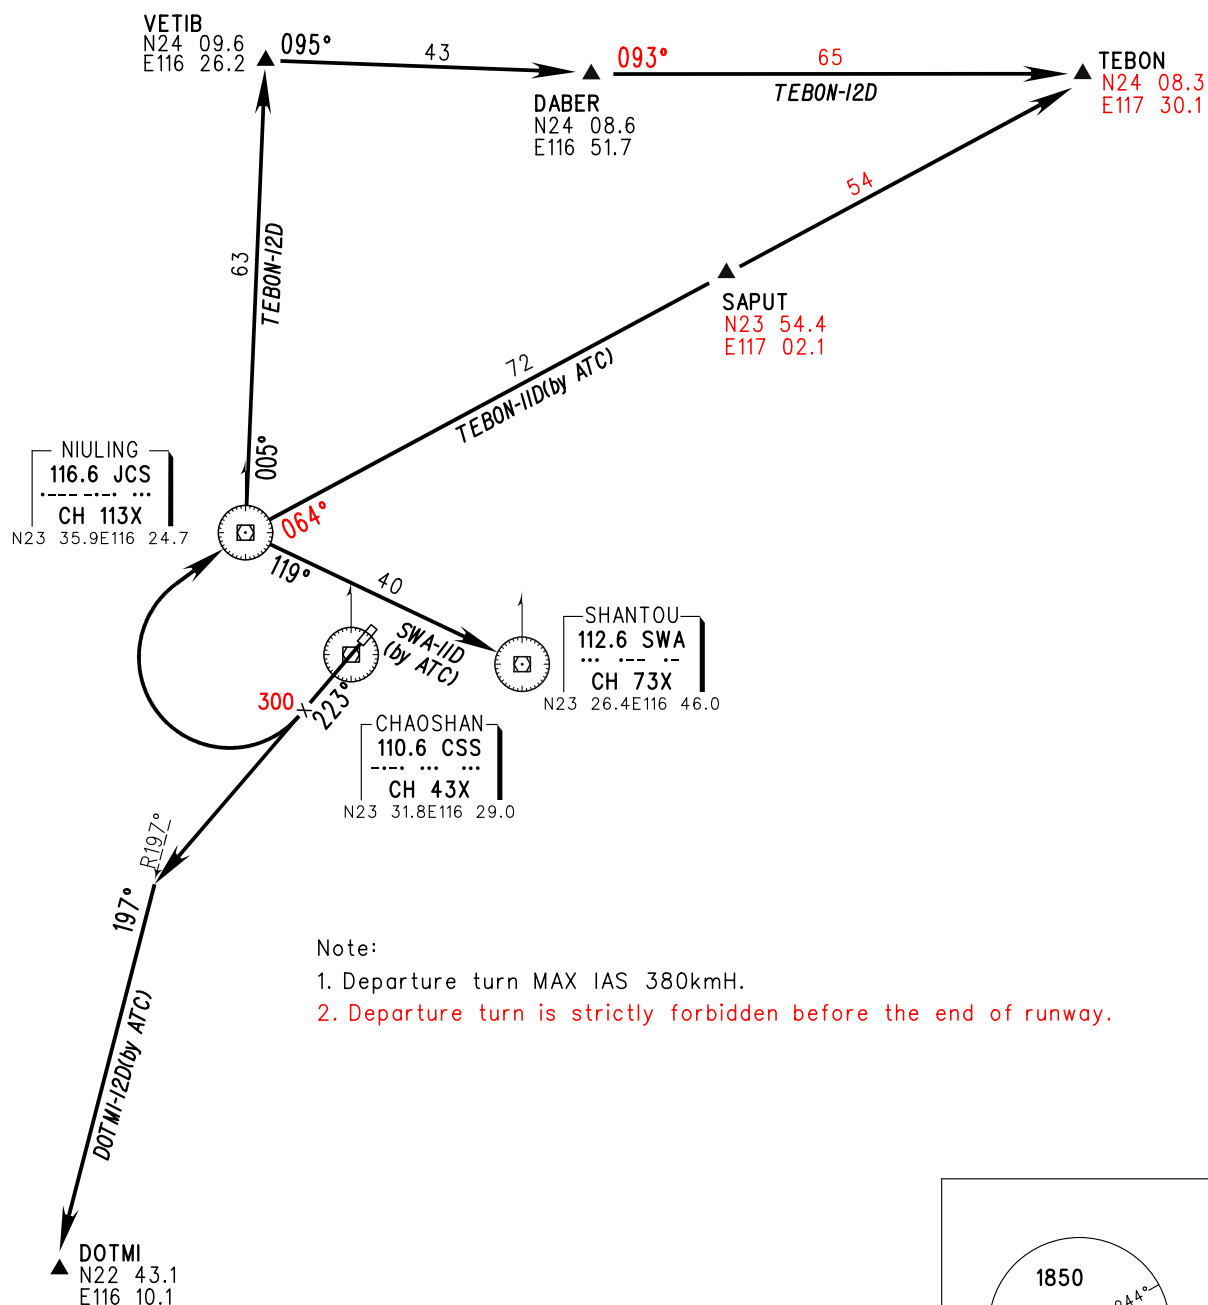 VETIB
N24 09.6
E116 26.2
095°
43
093°
65
TEBON-12D
TEBON
N24 08.3
E117 30.1
DABER
N24 08.6
E116 51.7
54
63
TEBON-12D
SAPUT
N23 54.4
E117 02.1
72
TEBON-11D(by ATC)
005°
NIULING
116.6 JCS
·--- -·-· ···
CH 113X
N23 35.9E116 24.7
064°
119°
40
SWA-11D
(by ATC)
SHANTOU
112.6 SWA
··· ·-- ·-
CH 73X
N23 26.4E116 46.0
300
223°
CHAOSHAN
110.6 CSS
-·-· ··· ···
CH 43X
N23 31.8E116 29.0
R197°
197°
DOTMI-12D(by ATC)
Note:
1. Departure turn MAX IAS 380kmH.
2. Departure turn is strictly forbidden before the end of runway.
DOTMI
N22 43.1
E116 10.1
1850